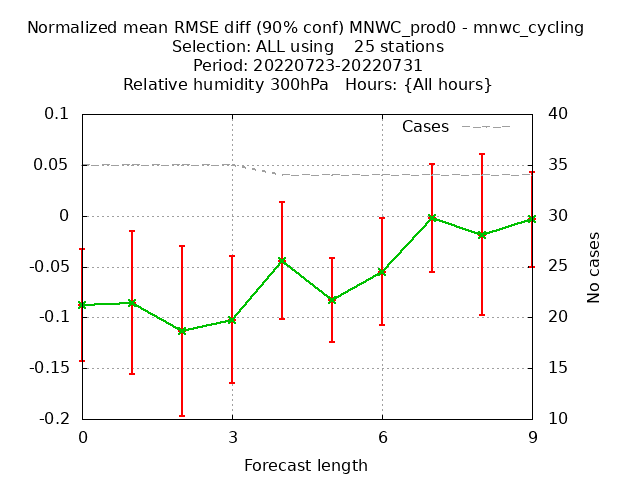 Normalized mean RMSE diff (90% conf) MNWC_prod0 - mnwc_cycling
Selection: ALL using    25 stations
Period: 20220723-20220731
Relative humidity 300hPa   Hours: {All hours}
Cases
0.1
0.05
0
-0.05
-0.1
-0.15
-0.2
40
35
30
25
20
15
10
No cases
0 3 6 9
Forecast length